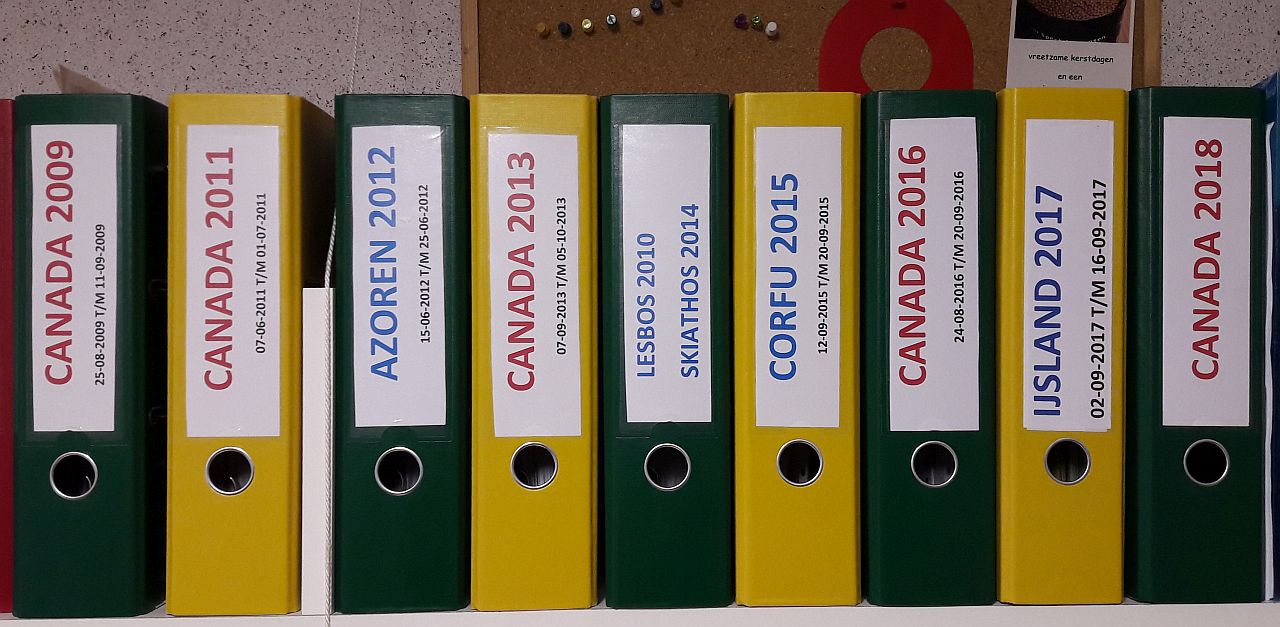 vreetzame kerstdagen
en een
CANADA 2009
25-08-2009 T/M 11-09-2009
CANADA 2011
07-06-2011 T/M 01-07-2011
AZOREN 2012
15-06-2012 T/M 25-06-2012
CANADA 2013
07-09-2013 T/M 05-10-2013
LESBOS 2010
SKIATHOS 2014
CORFU 2015
12-09-2015 T/M 20-09-2015
CANADA 2016
24-08-2016 T/M 20-09-2016
IJSLAND 2017
02-09-2017 T/M 16-09-2017
CANADA 2018